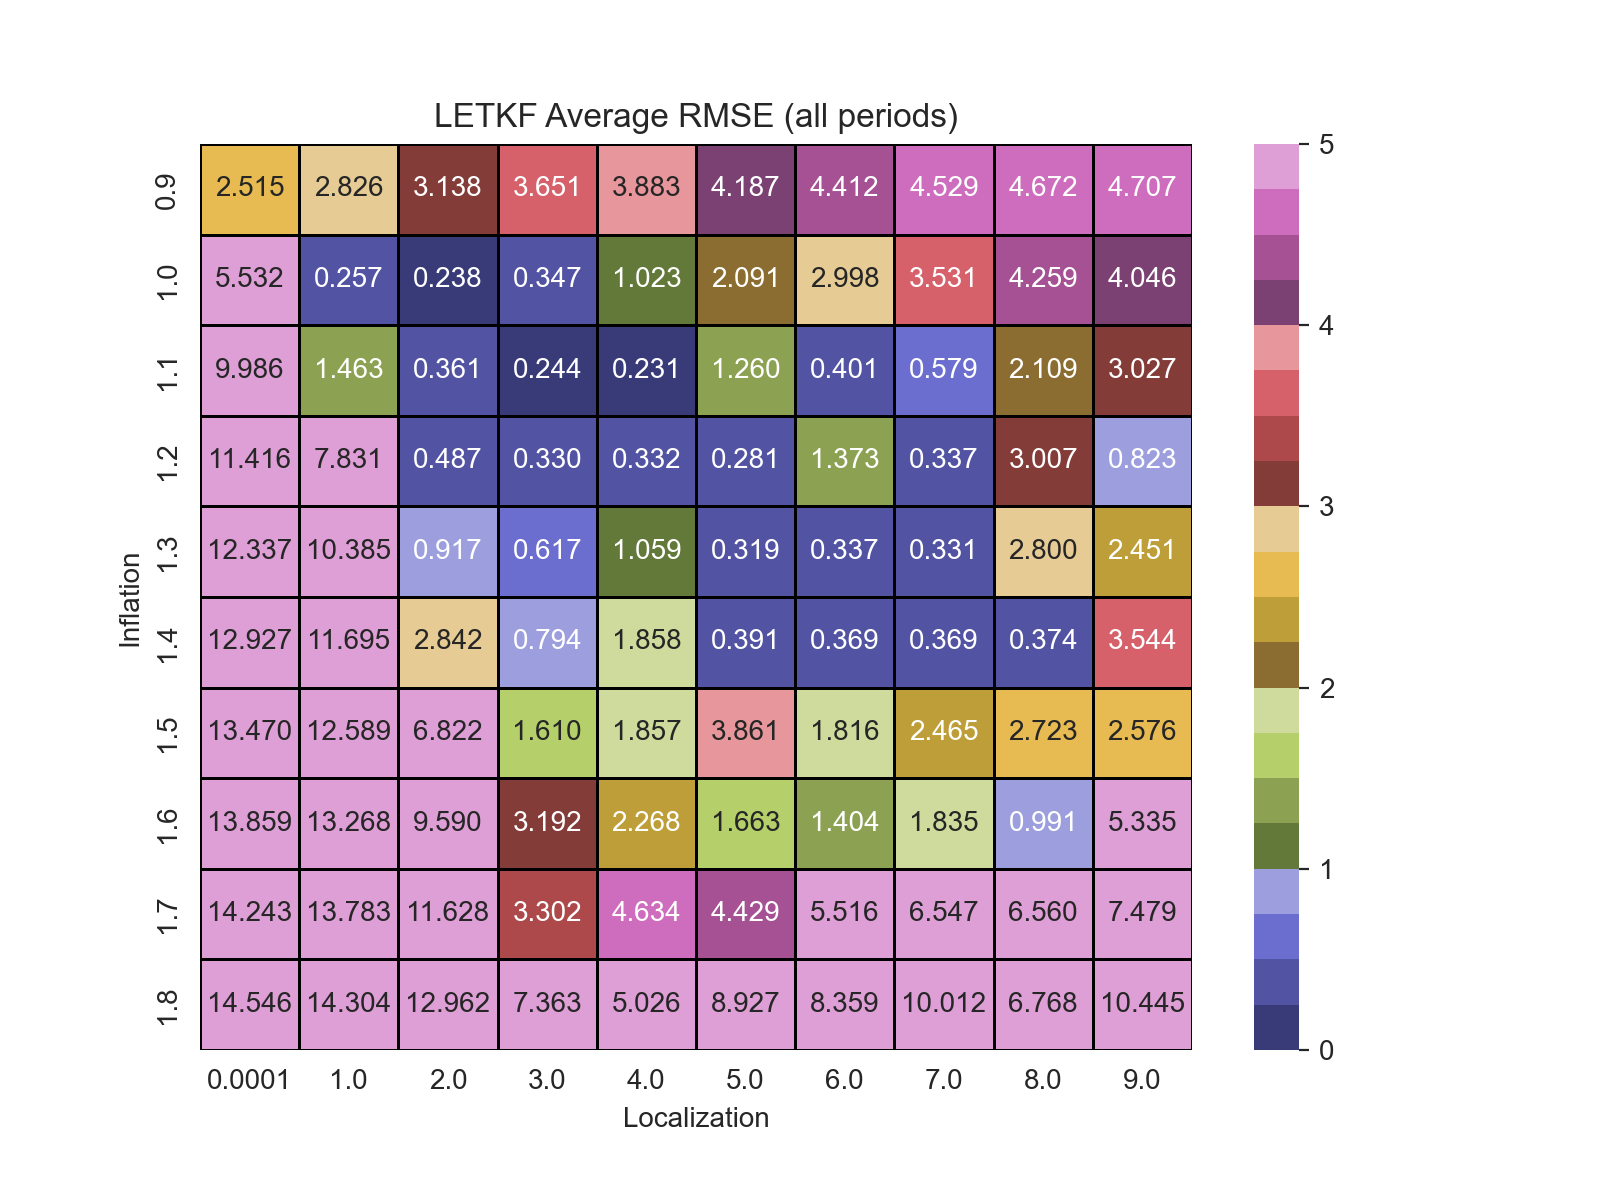 LETKF Average RMSE (all periods)
0.9 2.515 2.826 3.138 3.651 3.883 4.187 4.412 4.529 4.672 4.707
1.0 5.532 0.257 0.238 0.347 1.023 2.091 2.998 3.531 4.259 4.046
1.1 9.986 1.463 0.361 0.244 0.231 1.260 0.401 0.579 2.109 3.027
1.2 11.416 7.831 0.487 0.330 0.332 0.281 1.373 0.337 3.007 0.823
1.3 12.337 10.385 0.917 0.617 1.059 0.319 0.337 0.331 2.800 2.451
1.4 12.927 11.695 2.842 0.794 1.858 0.391 0.369 0.369 0.374 3.544
1.5 13.470 12.589 6.822 1.610 1.857 3.861 1.816 2.465 2.723 2.576
1.6 13.859 13.268 9.590 3.192 2.268 1.663 1.404 1.835 0.991 5.335
1.7 14.243 13.783 11.628 3.302 4.634 4.429 5.516 6.547 6.560 7.479
1.8 14.546 14.304 12.962 7.363 5.026 8.927 8.359 10.012 6.768 10.445
0.0001 1.0 2.0 3.0 4.0 5.0 6.0 7.0 8.0 9.0
Localization
Inflation
5
4
3
2
1
0